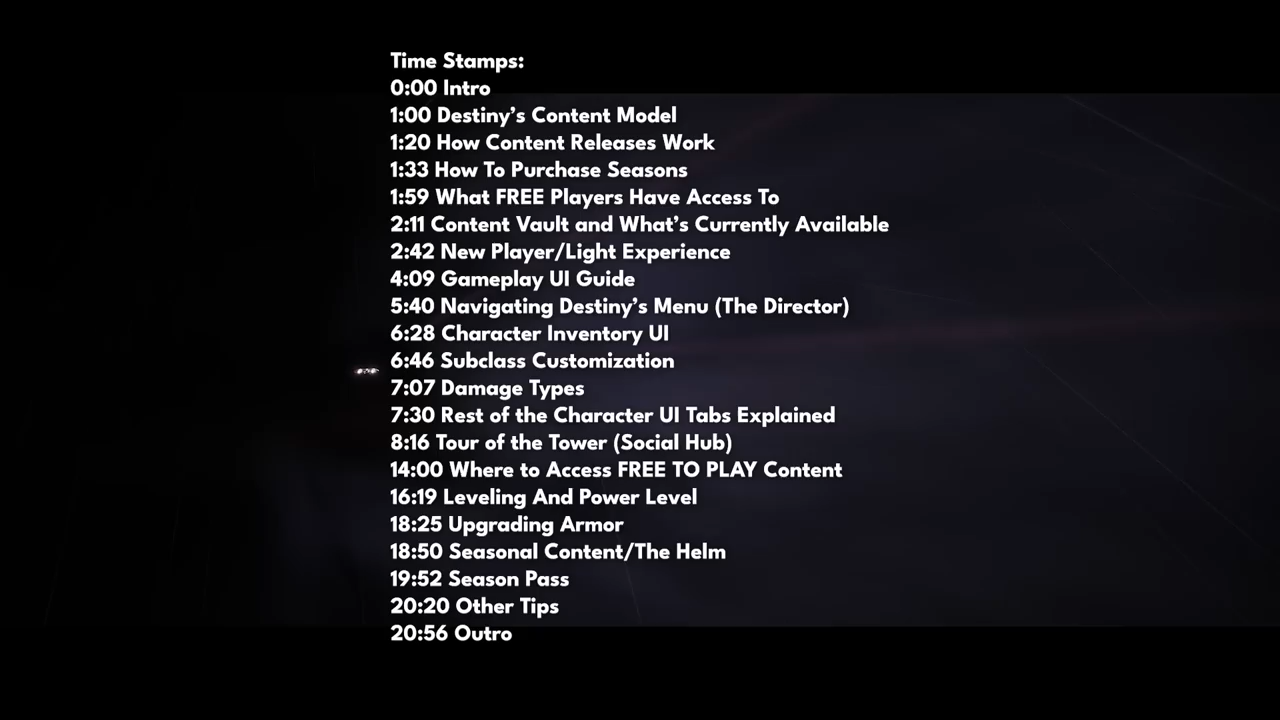 Time Stamps:
0:00 Intro
1:00 Destiny's Content Model
1:20 How Content Releases Work
1:33 How To Purchase Seasons
1:59 What FREE Players Have Access To
2:11 Content Vault and What's Currently Available
2:42 New Player/Light Experience
4:09 Gameplay UI Guide
5:40 Navigating Destiny's Menu (The Director)
6:28 Character Inventory UI
6:46 Subclass Customization
7:07 Damage Types
7:30 Rest of the Character UI Tabs Explained
8:16 Tour of the Tower (Social Hub)
14:00 Where to Access FREE TO PLAY Content
16:19 Leveling And Power Level
18:25 Upgrading Armor
18:50 Seasonal Content/The Helm
19:52 Season Pass
20:20 Other Tips
20:56 Outro